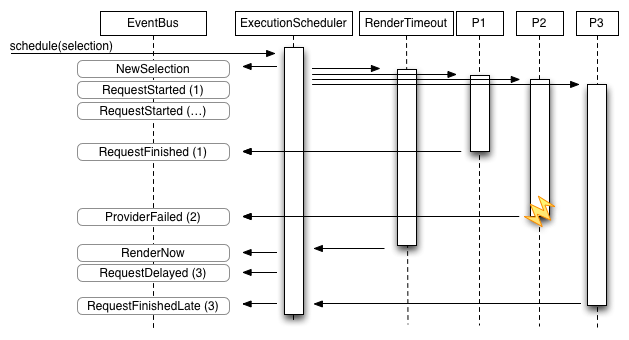 EventBus
ExecutionScheduler
RenderTimeout
P1
P2
P3
schedule(selection)
NewSelection
RequestStarted (1)
RequestStarted (...)
RequestFinished (1)
ProviderFailed (2)
RenderNow
RequestDelayed (3)
RequestFinishedLate (3)